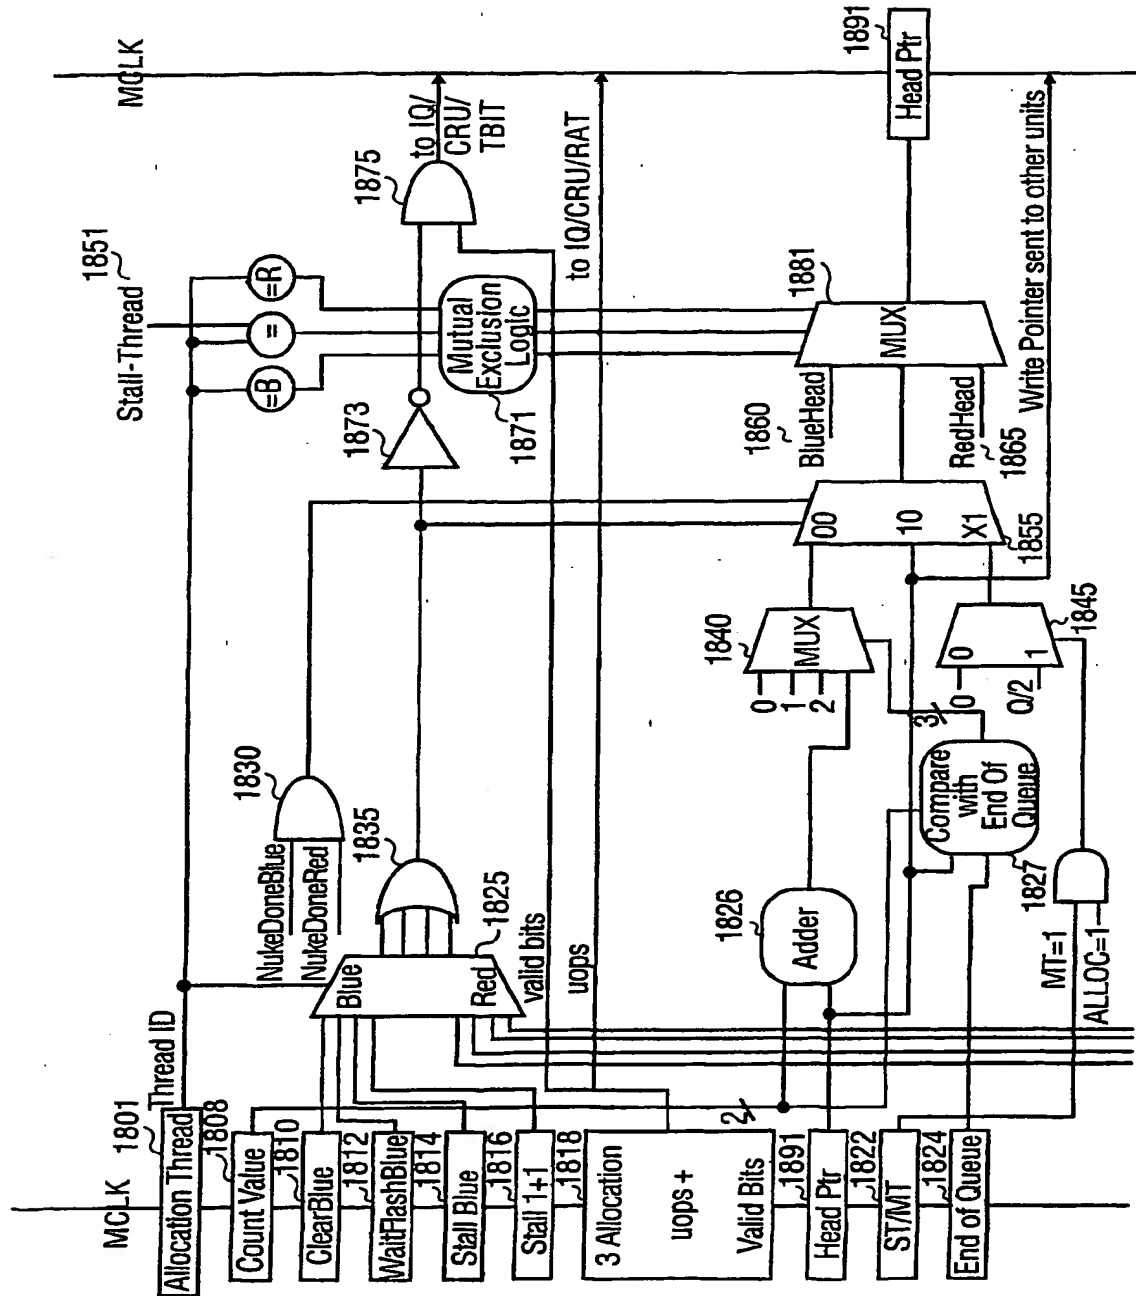 MCLK
MCLK
1801
Allocation Thread
Thread ID
1808
Count Value
1810
ClearBlue
1812
WaitFlashBlue
1814
Stall Blue
1816
Stall 1+1
1818
3 Allocation
uops +
Valid Bits
2
1891
Head Ptr
1822
ST/MT
1824
End of Queue
NukeDoneBlue
NukeDoneRed
1830
1835
Blue
Red
1825
valid bits
uops
Adder
1826
Compare
with
End Of
Queue
1827
3
MT=1
ALLOC=1
0
1
2
MUX
1840
0
Q/2
0
1
1845
00
10
X1
1855
1860
BlueHead
RedHead
1865
MUX
1881
Stall-Thread
1851
=B
=
=R
Mutual
Exclusion
Logic
1871
1873
1875
to IQ/
CRU/
TBIT
to IQ/CRU/RAT
Head Ptr
1891
Write Pointer sent to other units